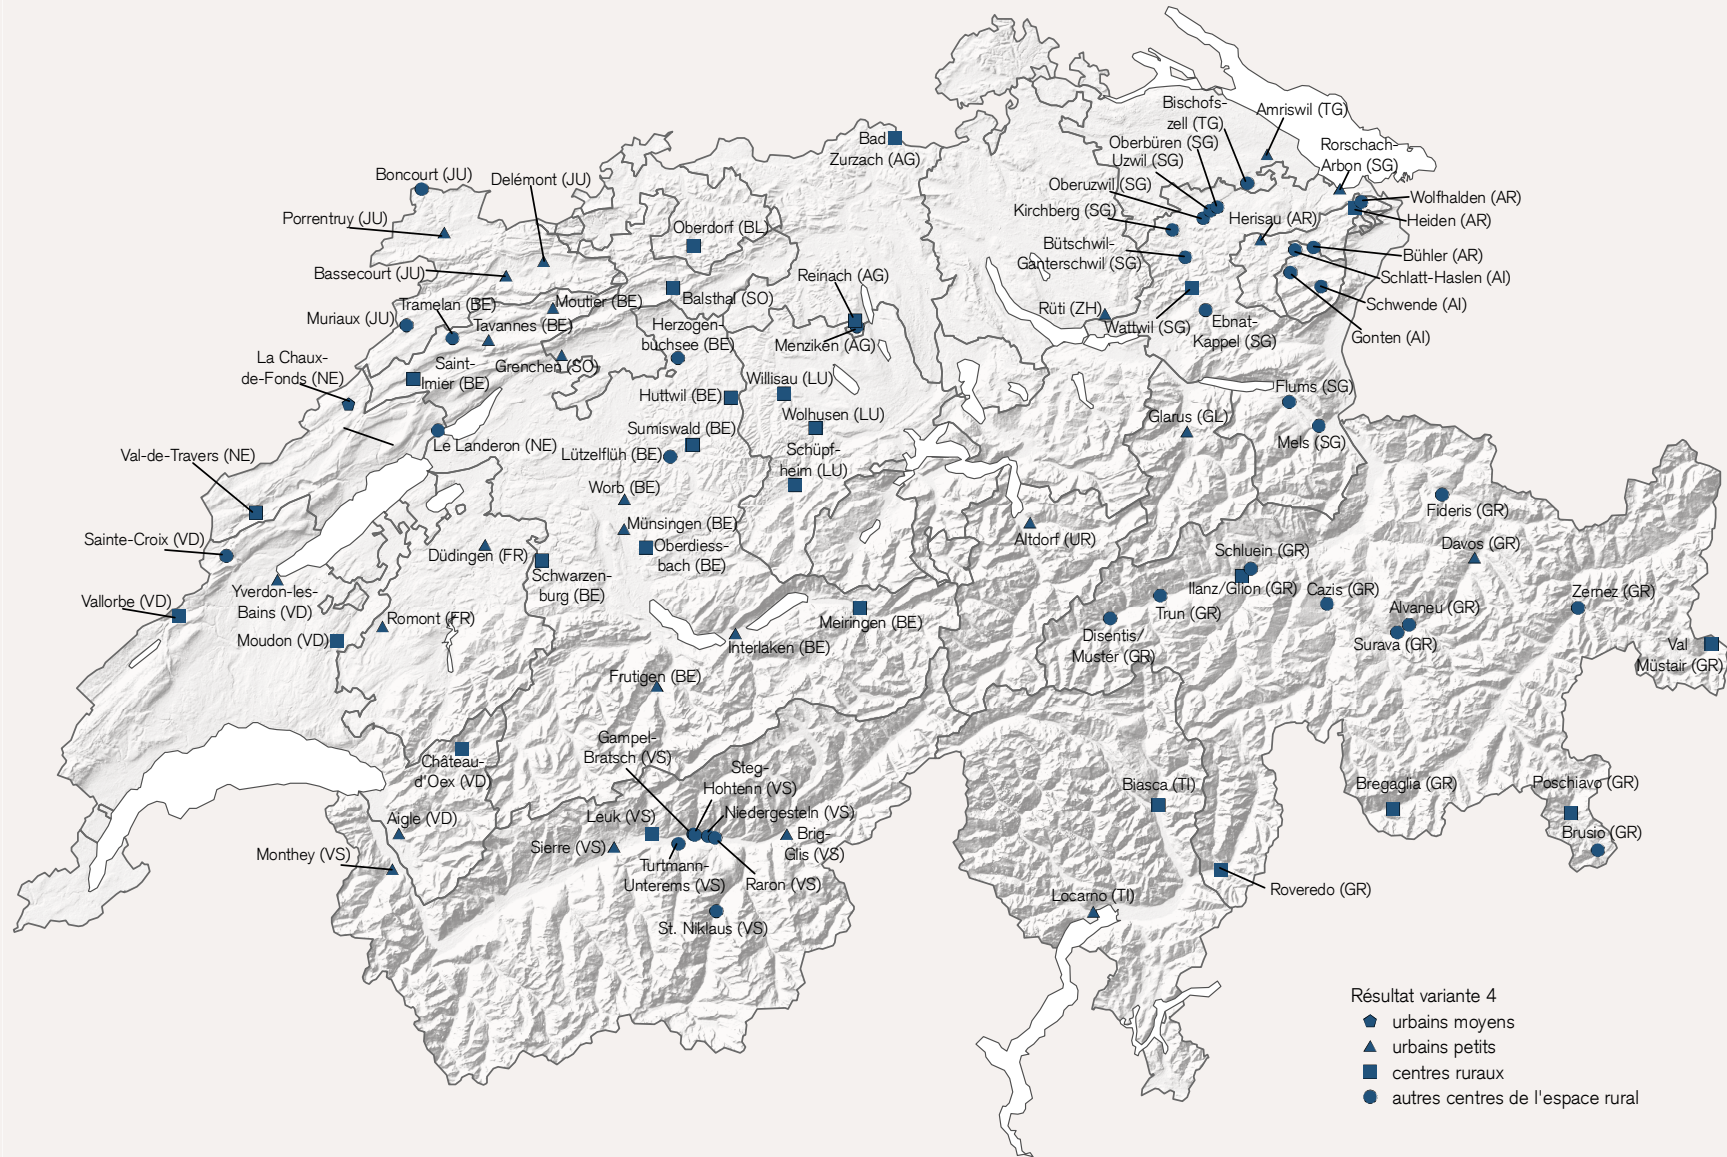 Bischofs-
zell (TG)
Amriswil (TG)
Bad
Zurzach (AG)
Oberbüren (SG)
Uzwil (SG)
Rorschach-
Arbon (SG)
Boncourt (JU)
Delémont (JU)
Oberuzwil (SG)
Wolfhalden (AR)
Kirchberg (SG)
Herisau (AR)
Heiden (AR)
Porrentruy (JU)
Oberdorf (BL)
Bütschwil-
Ganterschwil (SG)
Bühler (AR)
Bassecourt (JU)
Reinach (AG)
Schlatt-Haslen (AI)
Tramelan (BE)
Moutier (BE)
Balsthal (SO)
Schwende (AI)
Muriaux (JU)
Tavannes (BE)
Herzogen-
buchsee (BE)
Rüti (ZH)
Wattwil (SG)
Ebnat-
Kappel (SG)
Gonten (AI)
Menziken (AG)
La Chaux-
de-Fonds (NE)
Saint-
Imier (BE)
Grenchen (SO)
Willisau (LU)
Flums (SG)
Huttwil (BE)
Wolhusen (LU)
Glarus (GL)
Sumiswald (BE)
Mels (SG)
Le Landeron (NE)
Lützelflüh (BE)
Schüpf-
heim (LU)
Val-de-Travers (NE)
Worb (BE)
Fideris (GR)
Münsingen (BE)
Sainte-Croix (VD)
Düdingen (FR)
Oberdiess-
bach (BE)
Altdorf (UR)
Davos (GR)
Schluein (GR)
Schwarzen-
burg (BE)
Yverdon-les-
Bains (VD)
Ilanz/Glion (GR)
Cazis (GR)
Zernez (GR)
Vallorbe (VD)
Romont (FR)
Meiringen (BE)
Trun (GR)
Alvaneu (GR)
Moudon (VD)
Interlaken (BE)
Disentis/
Mustér (GR)
Surava (GR)
Val
Müstair (GR)
Frutigen (BE)
Gampel-
Bratsch (VS)
Château-
d'Oex (VD)
Steg-
Hohtenn (VS)
Biasca (TI)
Bregaglia (GR)
Poschiavo (GR)
Aigle (VD)
Leuk (VS)
Niedergesteln (VS)
Brusio (GR)
Monthey (VS)
Sierre (VS)
Brig-
Glis (VS)
Turtmann-
Unterems (VS)
Raron (VS)
Roveredo (GR)
Locarno (TI)
St. Niklaus (VS)
Résultat variante 4
urbains moyens
urbains petits
centres ruraux
autres centres de l'espace rural